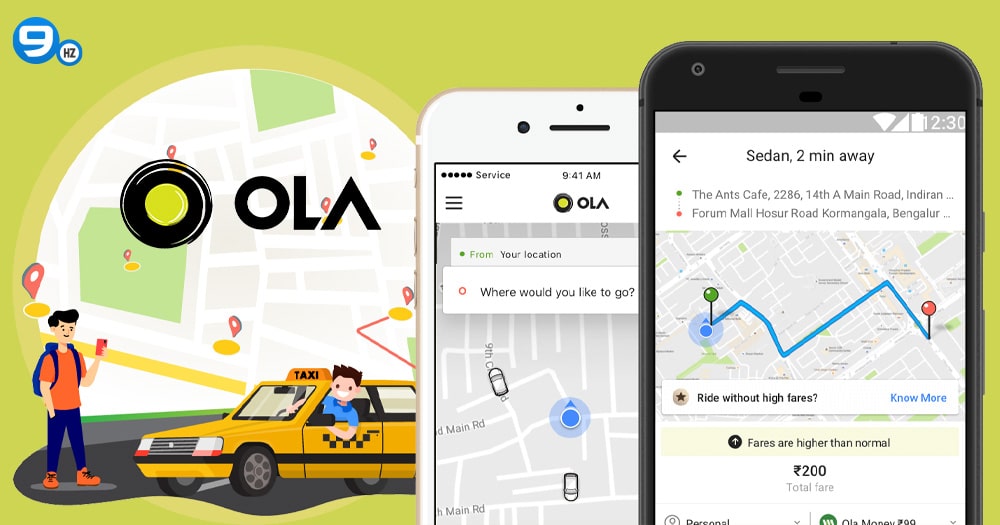 9
HZ
OLA
TAXI
Service 9:41 AM
OLA
From Your location
Where would you like to go?
9th C
Main Rd
th Main Rd
12:30
Sedan, 2 min away
The Ants Cafe, 2286, 14th A Main Road, Indiran ...
Forum Mall Hosur Road Kormangala, Bengalur ...
Ride without high fares? Know More
Fares are higher than normal
₹200
Total fare
Personal
Ola Money ₹99